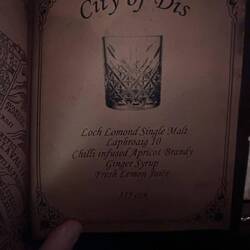 City of Dis
Loch Lomond Single Malt
Laphroaig 10
Chilli infused Apricot Brandy
Ginger Syrup
Fresh Lemon Juice